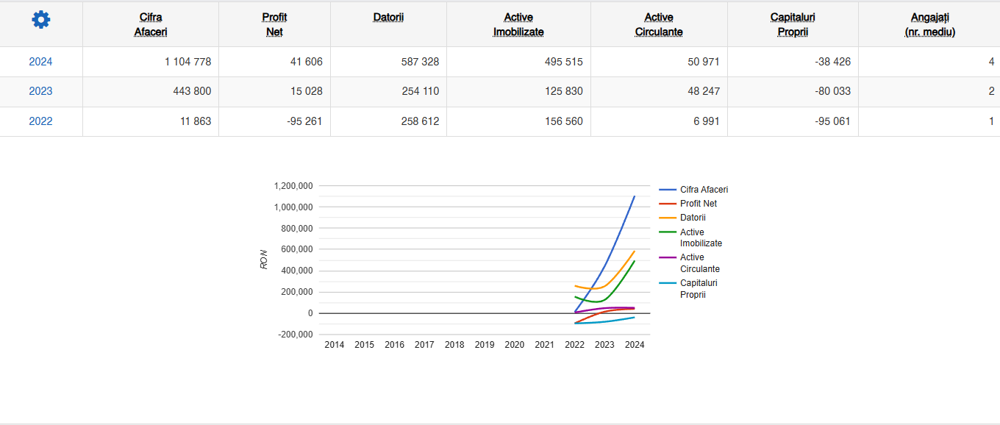 Cifra Afaceri Profit Net Datorii Active Imobilizate Active Circulante Capitaluri Proprii Angajați (nr. mediu)
2024 1 104 778 41 606 587 328 495 515 50 971 -38 426 4
2023 443 800 15 028 254 110 125 830 48 247 -80 033 2
2022 11 863 -95 261 258 612 156 560 6 991 -95 061 1
1,200,000
1,000,000
800,000
600,000
400,000
200,000
0
-200,000
RON
2014 2015 2016 2017 2018 2019 2020 2021 2022 2023 2024
Cifra Afaceri
Profit Net
Datorii
Active
Imobilizate
Active
Circulante
Capitaluri
Proprii